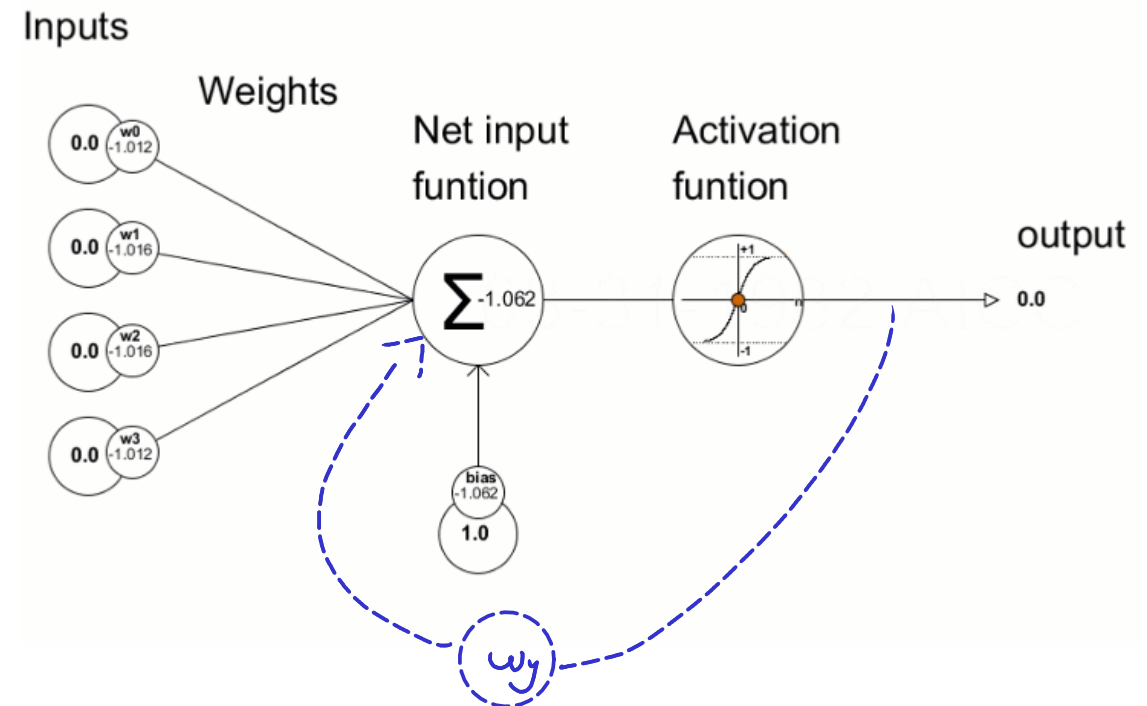 Inputs
Weights
Net input
funtion
Activation
funtion
output
0.0
w0
-1.012
0.0
w1
-1.016
0.0
w2
-1.016
0.0
w3
-1.012
Σ -1.062
+1
0
n
-1
0.0
bias
-1.062
1.0
wy